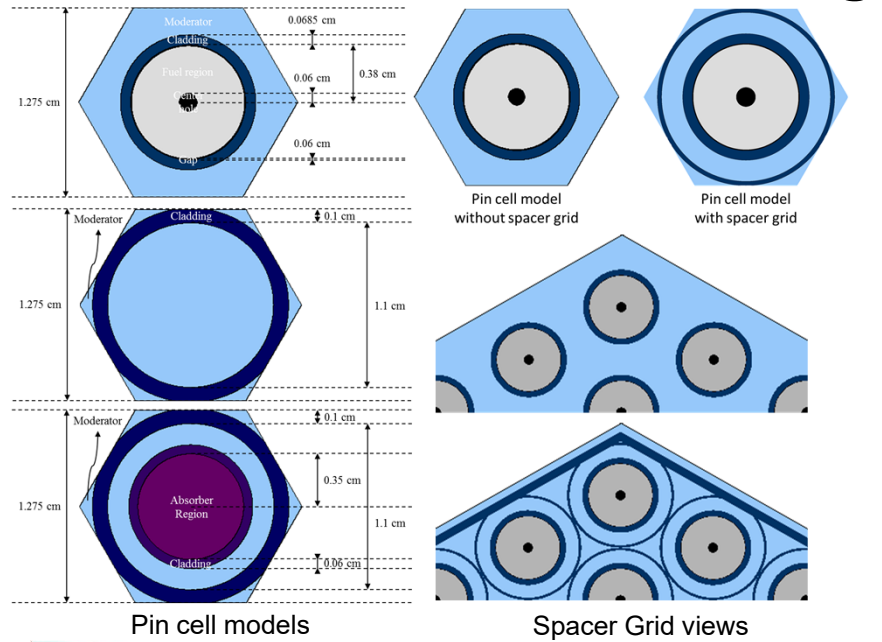 Moderator
Cladding
Fuel region
hole
Gap
0.0685 cm
0.06 cm
0.38 cm
0.06 cm
1.275 cm
Pin cell model
without spacer grid
Pin cell model
with spacer grid
Moderator
Cladding
0.1 cm
1.275 cm
1.1 cm
Moderator
0.1 cm
0.35 cm
Absorber
Region
1.275 cm
1.1 cm
Cladding
0.06 cm
Pin cell models
Spacer Grid views